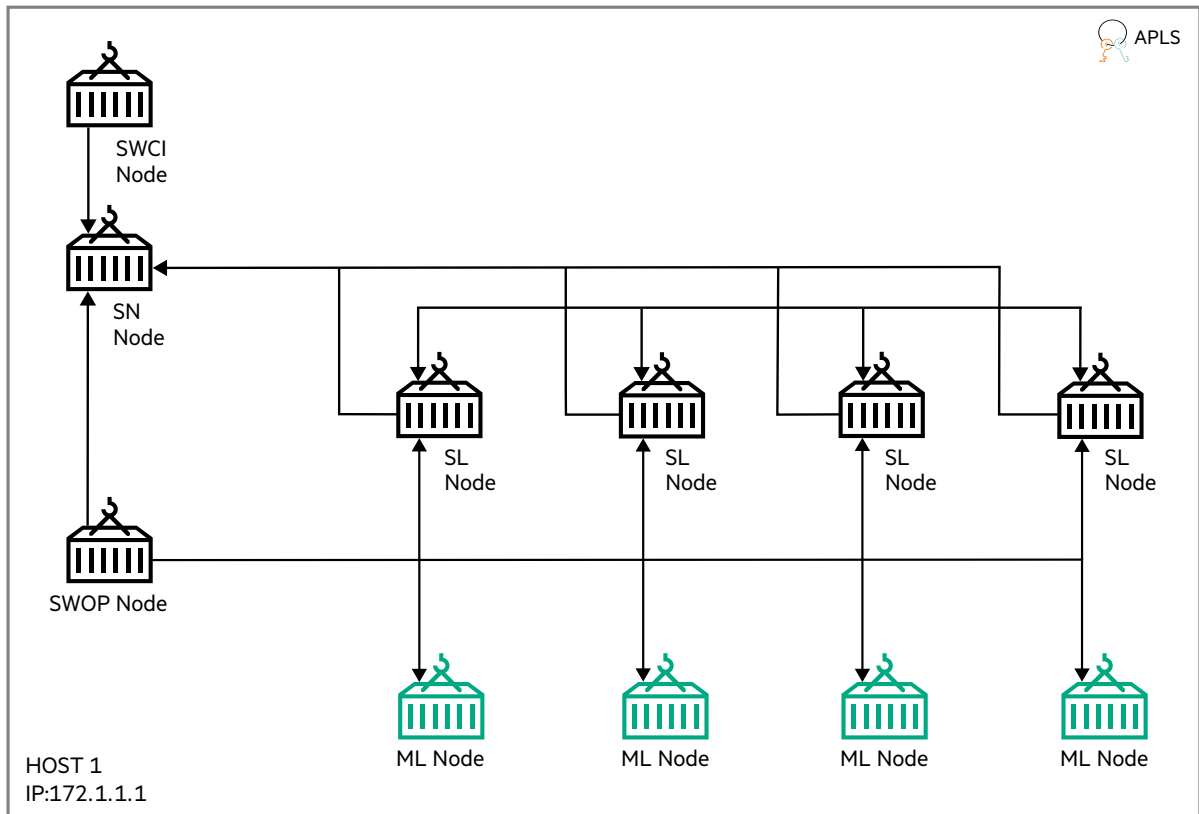 APLS
SWCI
Node
SN
Node
SL
Node
SL
Node
SL
Node
SL
Node
SWOP Node
ML Node
ML Node
ML Node
ML Node
HOST 1
IP:172.1.1.1